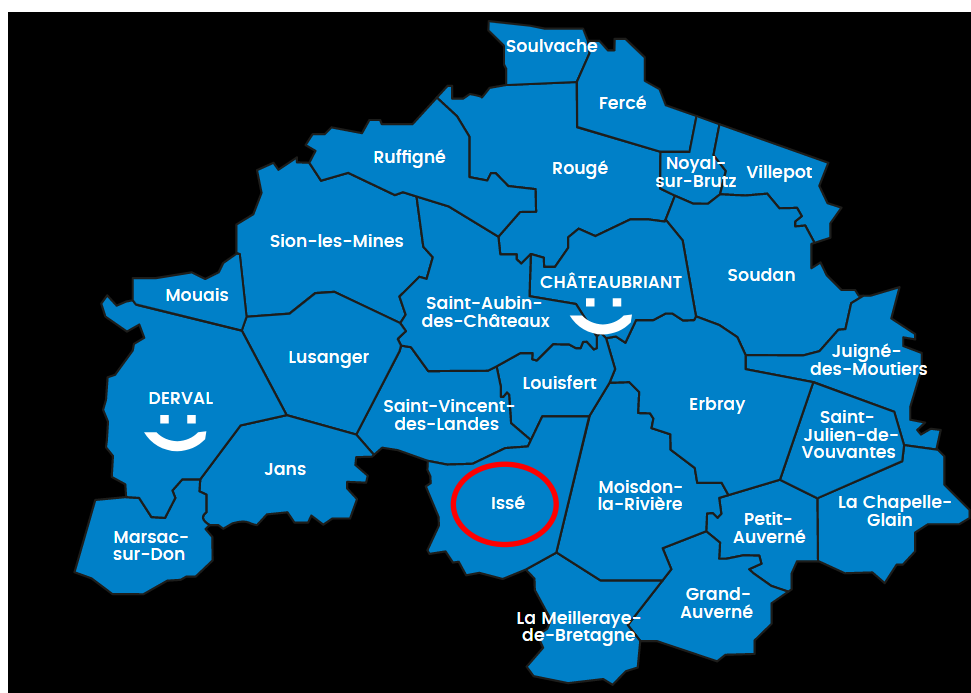 Soulvache
Fercé
Ruffigné
Rougé
Noyal-
sur-Brutz
Villepot
Sion-les-Mines
Soudan
CHÂTEAUBRIANT
Mouais
Saint-Aubin-
des-Châteaux
Lusanger
Juigné-
des-Moutiers
Louisfert
DERVAL
Saint-Vincent-
des-Landes
Erbray
Saint-
Julien-de-
Vouvantes
Jans
Issé
Moisdon-
la-Rivière
La Chapelle-
Glain
Petit-
Auverné
Marsac-
sur-Don
Grand-
Auverné
La Meilleraye-
de-Bretagne